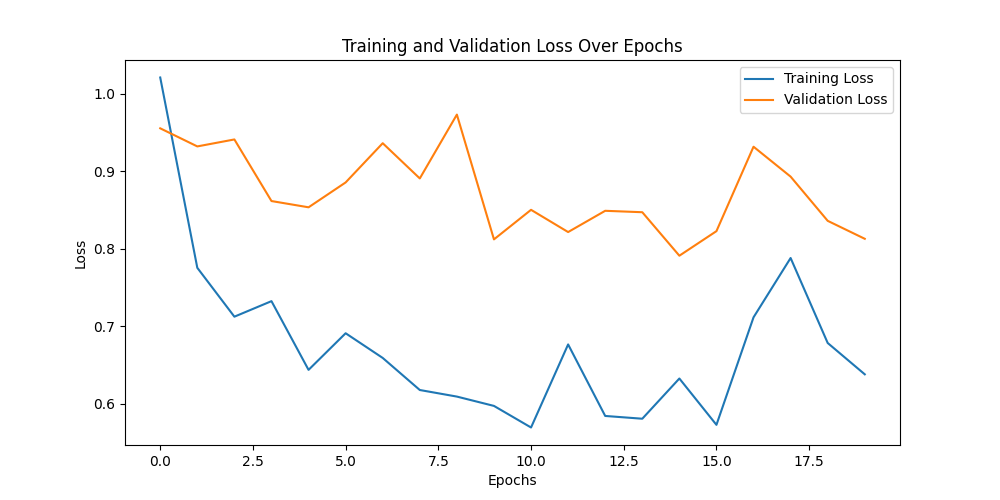 Training and Validation Loss Over Epochs
Training Loss
Validation Loss
Loss
1.0
0.9
0.8
0.7
0.6
0.0 2.5 5.0 7.5 10.0 12.5 15.0 17.5
Epochs